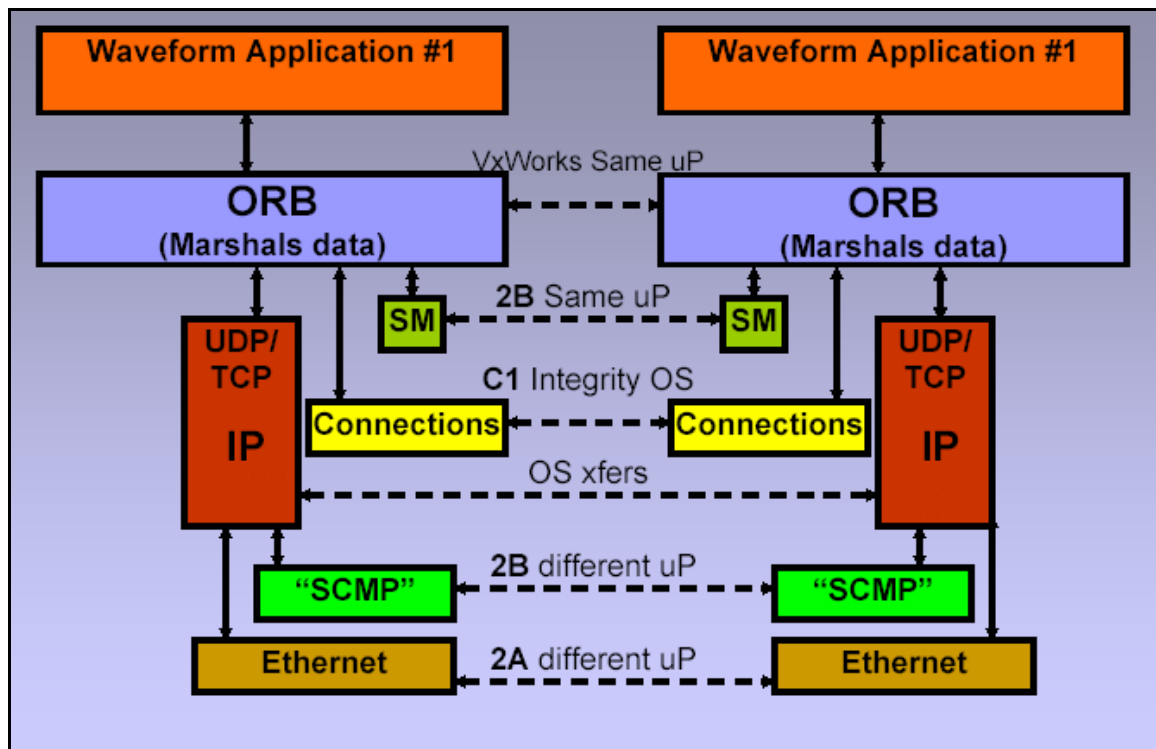 Waveform Application #1
Waveform Application #1
VxWorks Same uP
ORB
(Marshals data)
ORB
(Marshals data)
SM
2B Same uP
SM
UDP/
TCP
IP
UDP/
TCP
IP
C1 Integrity OS
Connections
Connections
OS xfers
2B different uP
“SCMP”
“SCMP”
2A different uP
Ethernet
Ethernet